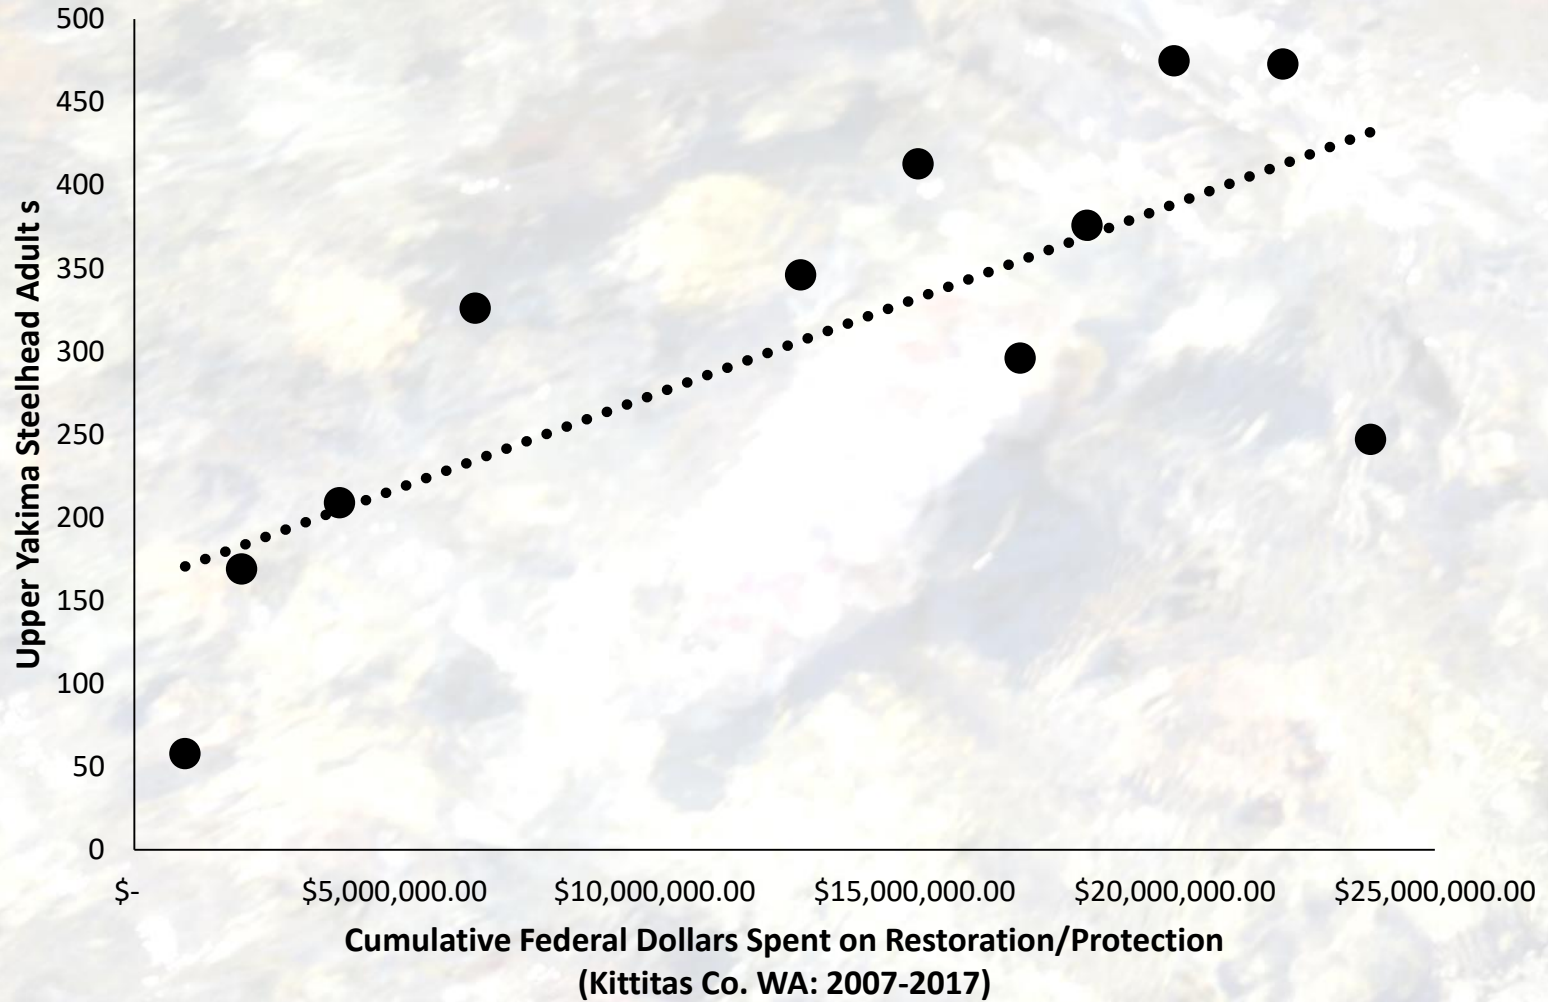 500
450
400
350
300
250
200
150
100
50
0
Upper Yakima Steelhead Adult s
$- $5,000,000.00 $10,000,000.00 $15,000,000.00 $20,000,000.00 $25,000,000.00
Cumulative Federal Dollars Spent on Restoration/Protection
(Kittitas Co. WA: 2007-2017)